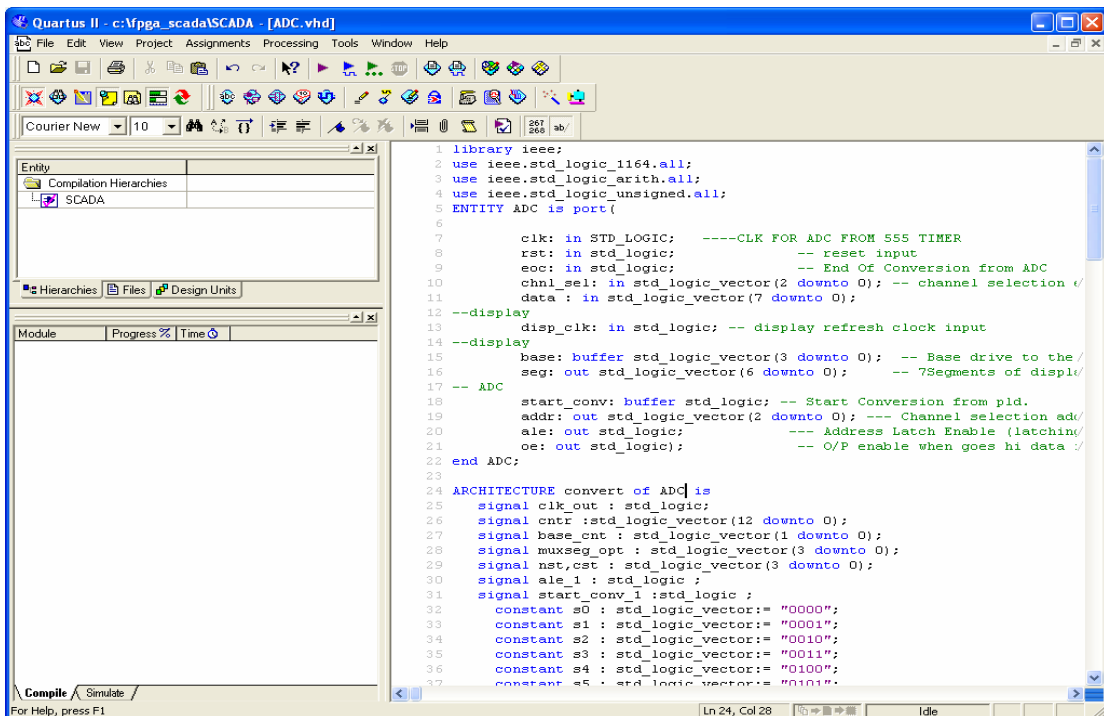 Quartus II - c:\fpga_scada\SCADA - [ADC.vhd]
File Edit View Project Assignments Processing Tools Window Help
Courier New 10 267 268 ab/
Entity
Compilation Hierarchies
SCADA
Hierarchies Files Design Units
Module Progress % Time
Compile Simulate
1 library ieee;
2 use ieee.std_logic_1164.all;
3 use ieee.std_logic_arith.all;
4 use ieee.std_logic_unsigned.all;
5 ENTITY ADC is port(
6
7 clk: in STD_LOGIC; ----CLK FOR ADC FROM 555 TIMER
8 rst: in std_logic; -- reset input
9 eoc: in std_logic; -- End Of Conversion from ADC
10 chnl_sel: in std_logic_vector(2 downto 0); -- channel selection
11 data : in std_logic_vector(7 downto 0);
12 --display
13 disp_clk: in std_logic; -- display refresh clock input
14 --display
15 base: buffer std_logic_vector(3 downto 0); -- Base drive to the
16 seg: out std_logic_vector(6 downto 0); -- 7Segments of displ
17 -- ADC
18 start_conv: buffer std_logic; -- Start Conversion from pld.
19 addr: out std_logic_vector(2 downto 0); --- Channel selection ad
20 ale: out std_logic; --- Address Latch Enable (latching
21 oe: out std_logic); -- O/P enable when goes hi data
22 end ADC;
23
24 ARCHITECTURE convert of ADC is
25 signal clk_out : std_logic;
26 signal cntr :std_logic_vector(12 downto 0);
27 signal base_cnt : std_logic_vector(1 downto 0);
28 signal muxseg_opt : std_logic_vector(3 downto 0);
29 signal nst,cst : std_logic_vector(3 downto 0);
30 signal ale_1 : std_logic ;
31 signal start_conv_1 :std_logic ;
32 constant s0 : std_logic_vector:= "0000";
33 constant s1 : std_logic_vector:= "0001";
34 constant s2 : std_logic_vector:= "0010";
35 constant s3 : std_logic_vector:= "0011";
36 constant s4 : std_logic_vector:= "0100";
37 constant s5 : std_logic_vector:= "0101";
For Help, press F1 Ln 24, Col 28 Idle